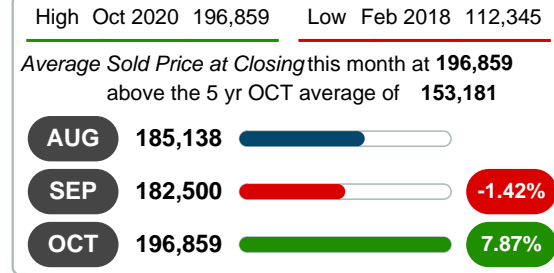 High Oct 2020 196,859 Low Feb 2018 112,345
Average Sold Price at Closing this month at 196,859
above the 5 yr OCT average of 153,181
AUG 185,138
SEP 182,500 -1.42%
OCT 196,859 7.87%